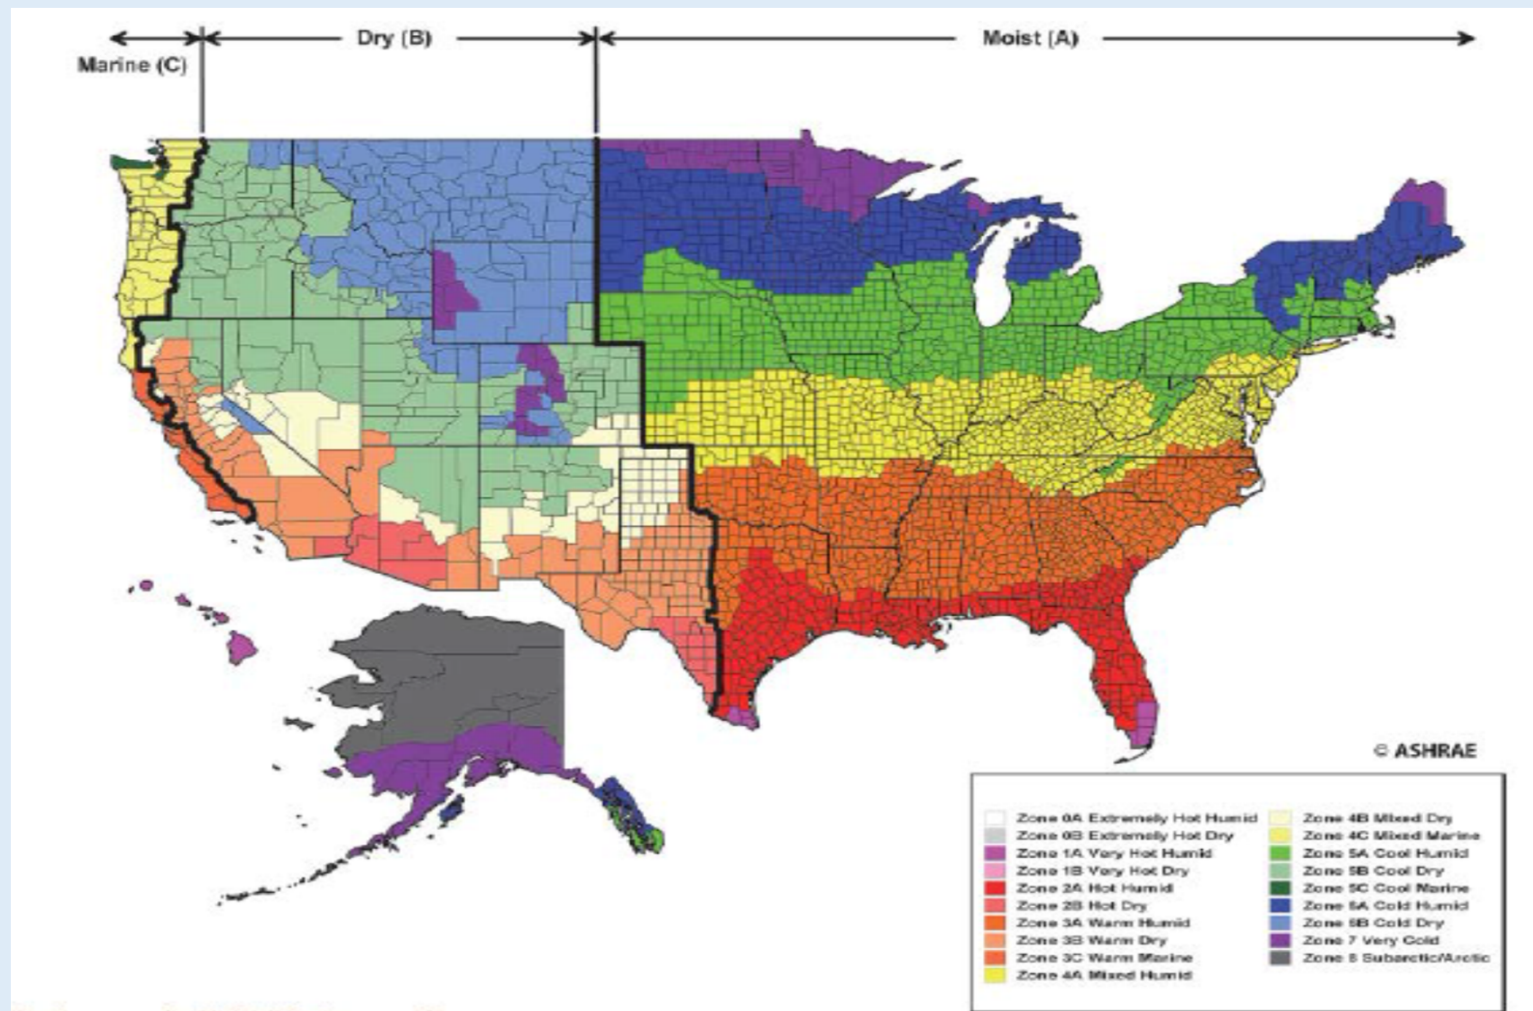 Dry (B)
Moist (A)
Marine (C)
© ASHRAE
Zone 0A Extremely Hot Humid
Zone 0B Extremely Hot Dry
Zone 1A Very Hot Humid
Zone 1B Very Hot Dry
Zone 2A Hot Humid
Zone 2B Hot Dry
Zone 3A Warm Humid
Zone 3B Warm Dry
Zone 3C Warm Marine
Zone 4A Mixed Humid
Zone 4B Mixed Dry
Zone 4C Mixed Marine
Zone 5A Cool Humid
Zone 5B Cool Dry
Zone 5C Cool Marine
Zone 6A Cold Humid
Zone 6B Cold Dry
Zone 7 Very Cold
Zone 8 Subarctic/Arctic